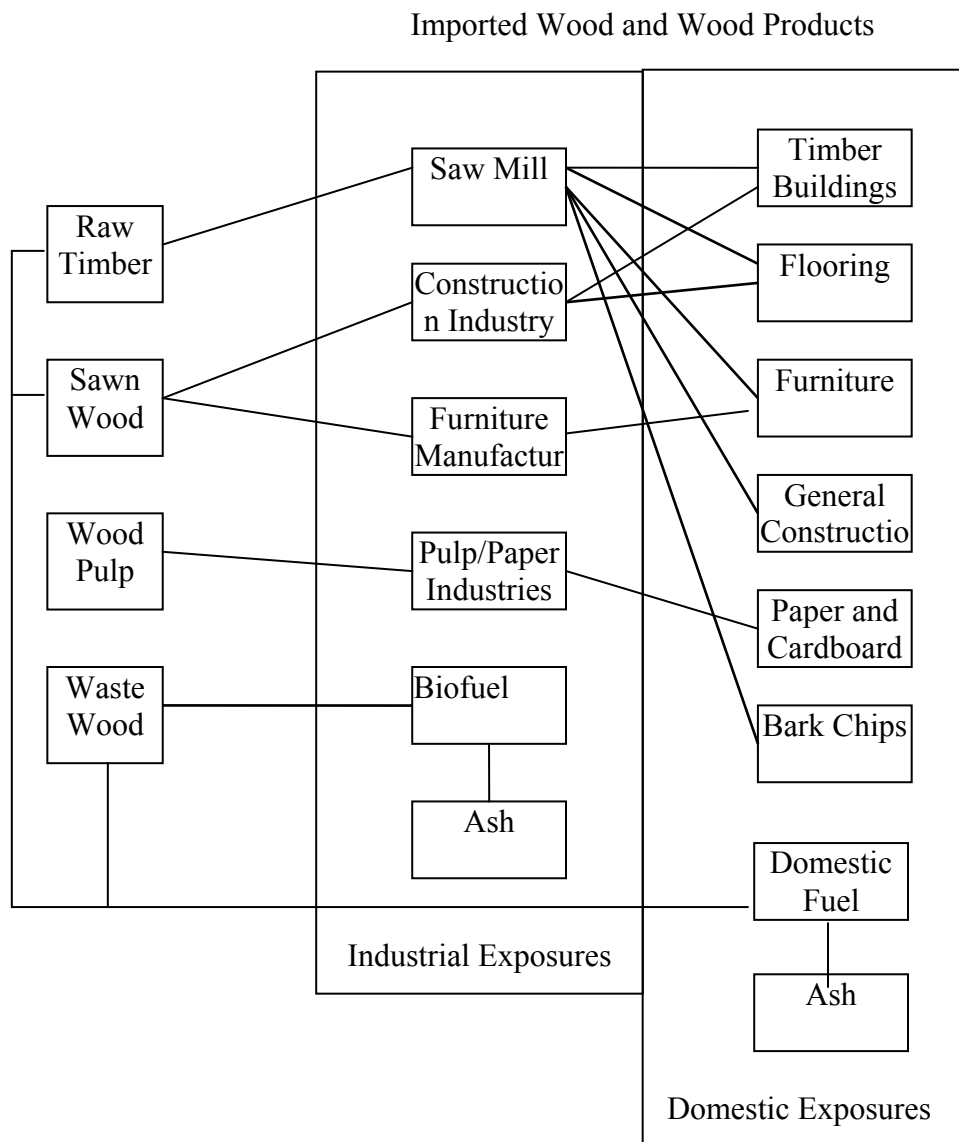 Imported Wood and Wood Products
Raw
Timber
Sawn
Wood
Wood
Pulp
Waste
Wood
Saw Mill
Constructio
n Industry
Furniture
Manufactur
Pulp/Paper
Industries
Biofuel
Ash
Industrial Exposures
Timber
Buildings
Flooring
Furniture
General
Constructio
Paper and
Cardboard
Bark Chips
Domestic
Fuel
Ash
Domestic Exposures